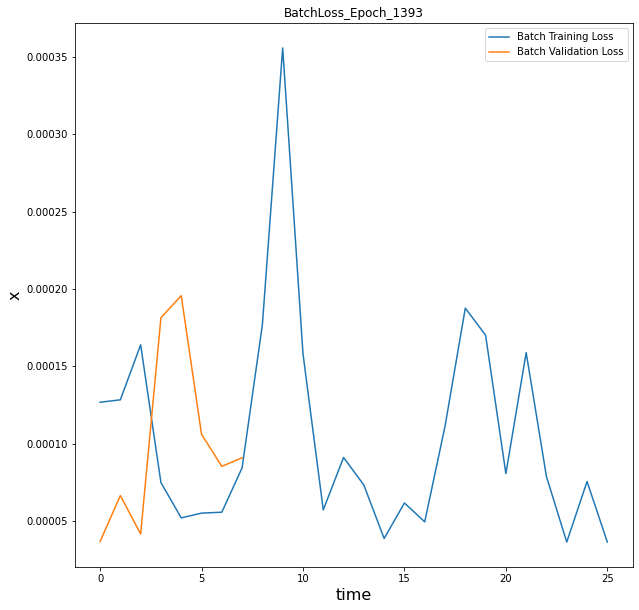 BatchLoss_Epoch_1393
Batch Training Loss
Batch Validation Loss
0.00035
0.00030
0.00025
0.00020
0.00015
0.00010
0.00005
x
0 5 10 15 20 25
time